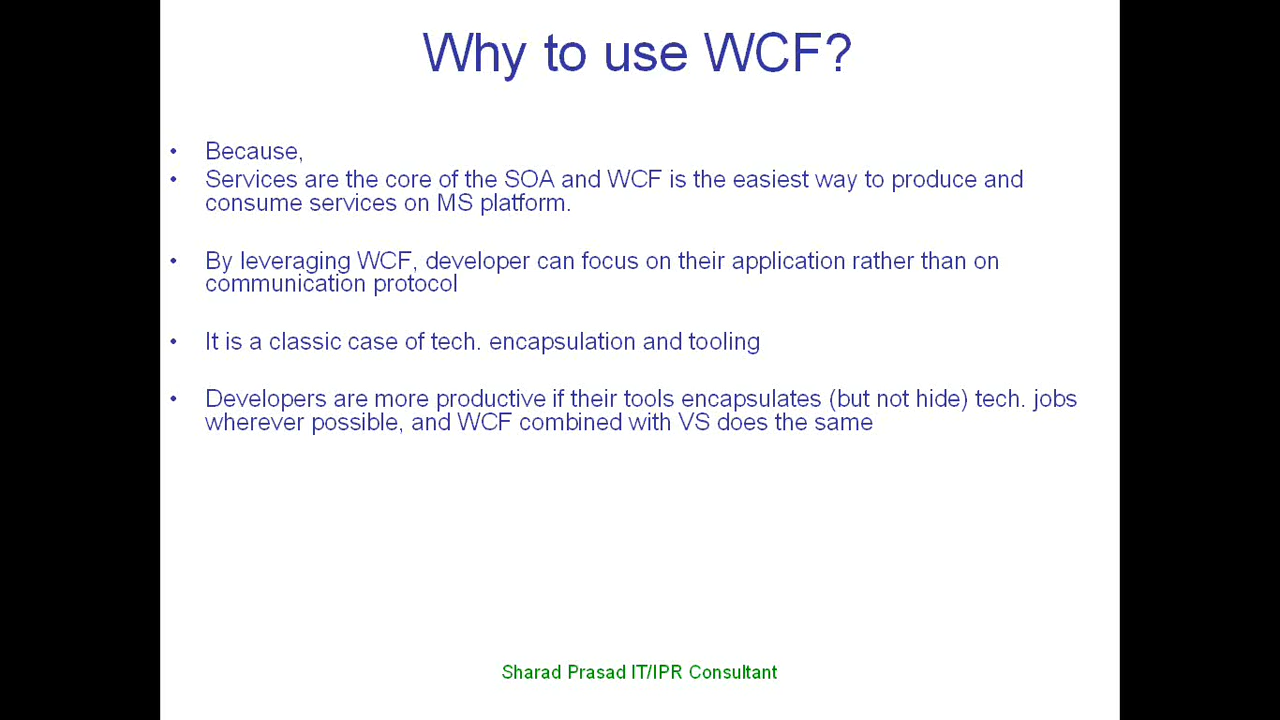 Why to use WCF?
• Because,
• Services are the core of the SOA and WCF is the easiest way to produce and
consume services on MS platform.
• By leveraging WCF, developer can focus on their application rather than on
communication protocol
• It is a classic case of tech. encapsulation and tooling
• Developers are more productive if their tools encapsulates (but not hide) tech. jobs
wherever possible, and WCF combined with VS does the same
Sharad Prasad IT/IPR Consultant